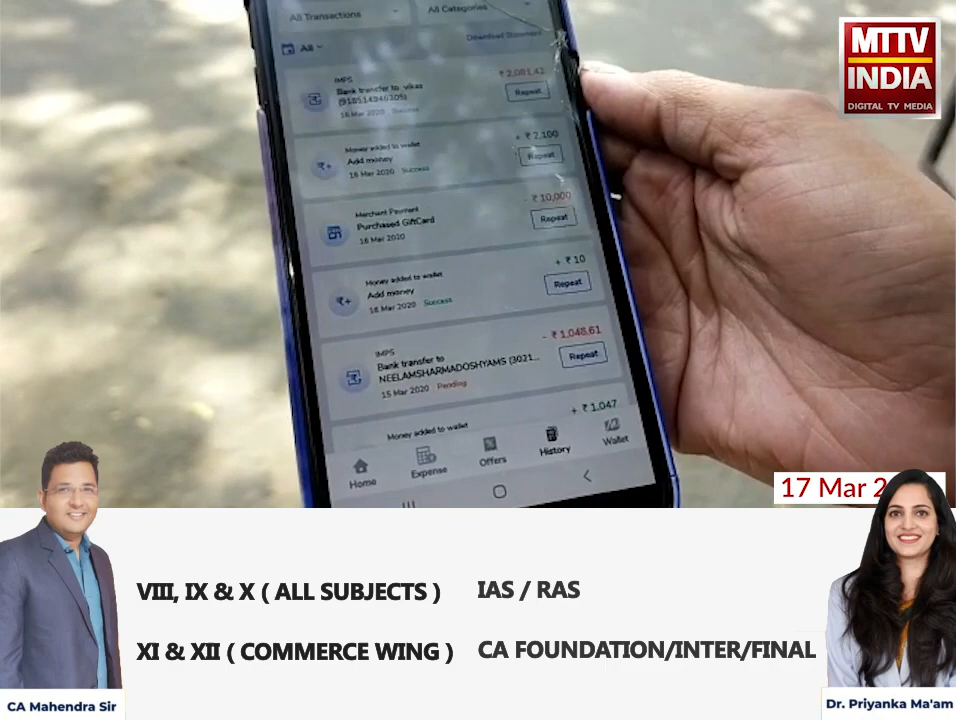 All Transactions
All Categories
All
Download Statement
IMPS
Bank transfer to vikas
₹ 2,081.42
Repeat
16 Mar 2020 Success
Money added to wallet
Add money
+ ₹ 2,100
Repeat
16 Mar 2020 Success
Merchant Payment
Purchased GiftCard
- ₹ 10,000
Repeat
16 Mar 2020
Money added to wallet
Add money
+ ₹ 10
Repeat
16 Mar 2020 Success
IMPS
Bank transfer to
NEELAMSHARMADOSHYAMS (3021...
- ₹ 1,048.61
Repeat
15 Mar 2020 Pending
Money added to wallet
+ ₹ 1,047
Home
Expense
Offers
History
Wallet
MTTV
INDIA
DIGITAL TV MEDIA
17 Mar 2
VIII, IX & X ( ALL SUBJECTS )
IAS / RAS
XI & XII ( COMMERCE WING )
CA FOUNDATION/INTER/FINAL
CA Mahendra Sir
Dr. Priyanka Ma'am